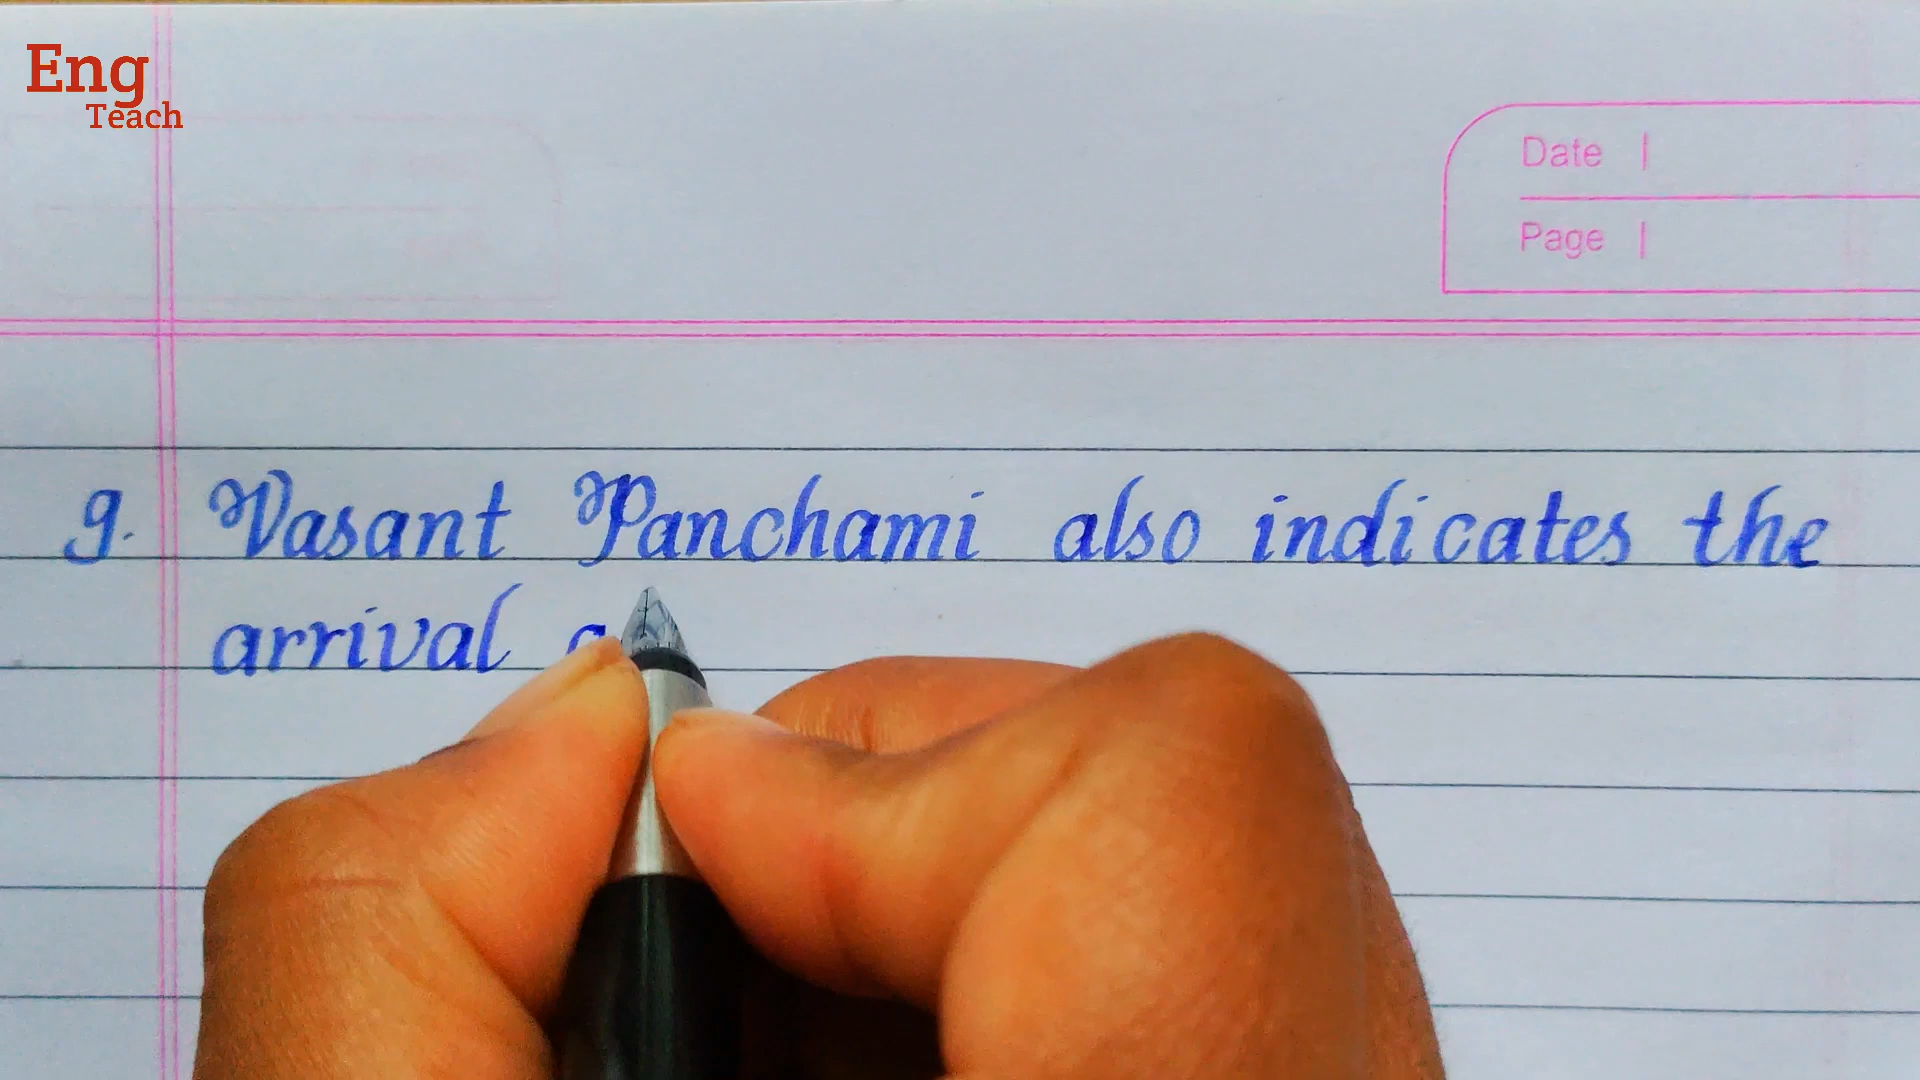 Eng
Teach
Date |
Page |
9. Vasant Panchami also indicates the
arrival